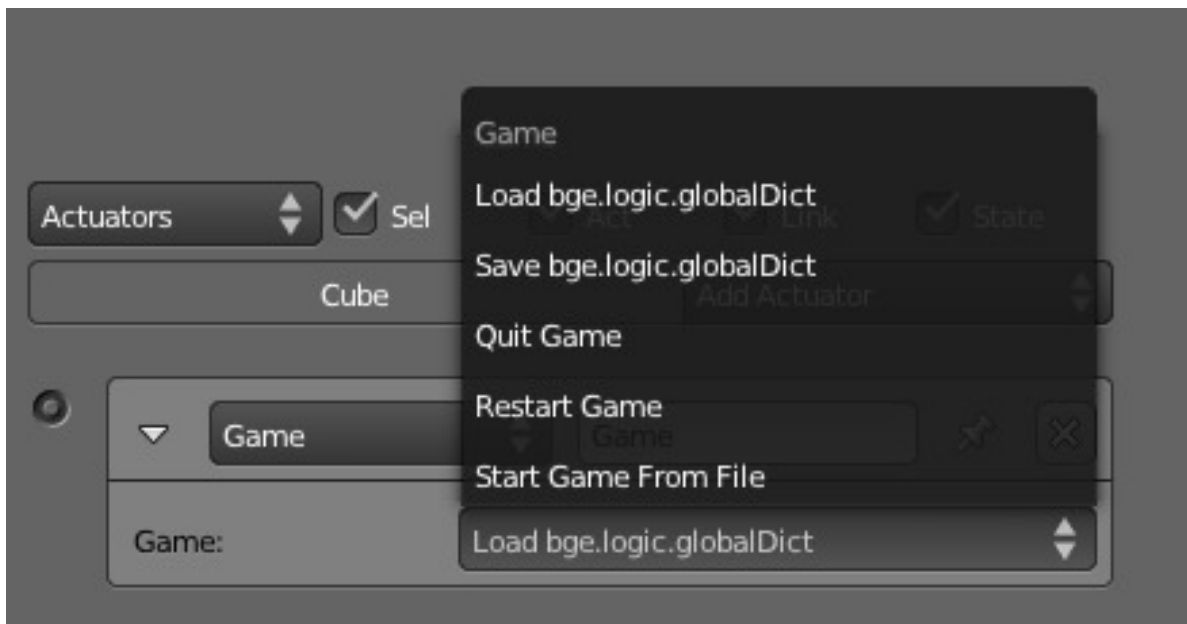 Game
Load bge.logic.globalDict
Actuators Sel Act Link State
Save bge.logic.globalDict
Cube Add Actuator
Quit Game
Restart Game
Game Game
Start Game From File
Game: Load bge.logic.globalDict